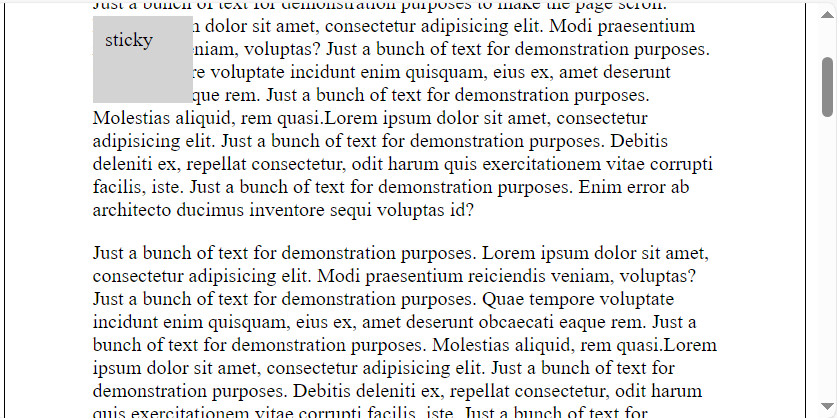 Just a bunch of text for demonstration purposes to make the page scroll.
sticky
dolor sit amet, consectetur adipisicing elit. Modi praesentium
eniam, voluptas? Just a bunch of text for demonstration purposes.
re voluptate incidunt enim quisquam, eius ex, amet deserunt
que rem. Just a bunch of text for demonstration purposes.
Molestias aliquid, rem quasi.Lorem ipsum dolor sit amet, consectetur
adipisicing elit. Just a bunch of text for demonstration purposes. Debitis
deleniti ex, repellat consectetur, odit harum quis exercitationem vitae corrupti
facilis, iste. Just a bunch of text for demonstration purposes. Enim error ab
architecto ducimus inventore sequi voluptas id?
Just a bunch of text for demonstration purposes. Lorem ipsum dolor sit amet,
consectetur adipisicing elit. Modi praesentium reiciendis veniam, voluptas?
Just a bunch of text for demonstration purposes. Quae tempore voluptate
incidunt enim quisquam, eius ex, amet deserunt obcaecati eaque rem. Just a
bunch of text for demonstration purposes. Molestias aliquid, rem quasi.Lorem
ipsum dolor sit amet, consectetur adipisicing elit. Just a bunch of text for
demonstration purposes. Debitis deleniti ex, repellat consectetur, odit harum
quis exercitationem vitae corrupti facilis, iste. Just a bunch of text for